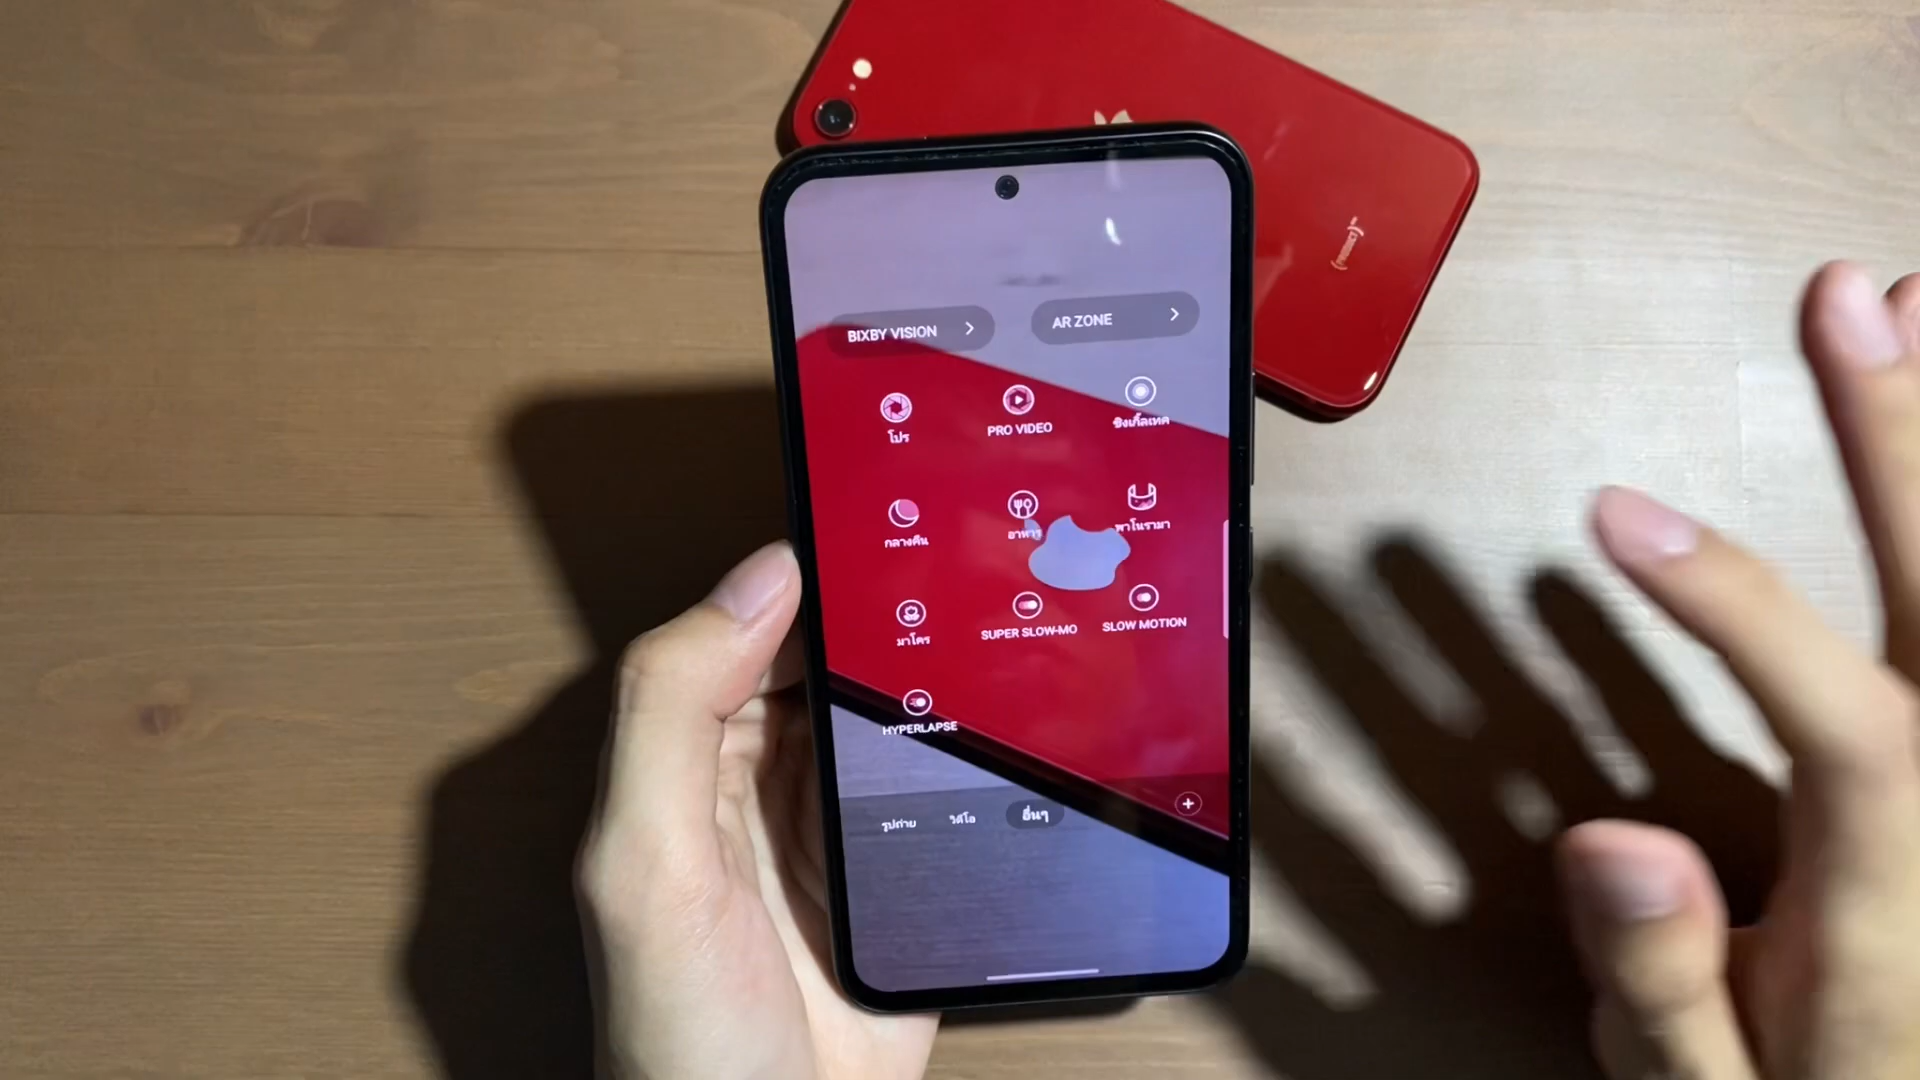 (PRODUCT)
BIXBY VISION
AR ZONE
โปร
PRO VIDEO
ซิงเกิ้ลเทค
กลางคืน
อาหาร
พาโนรามา
มาโคร
SUPER SLOW-MO
SLOW MOTION
HYPERLAPSE
รูปถ่าย
วิดีโอ
อื่นๆ